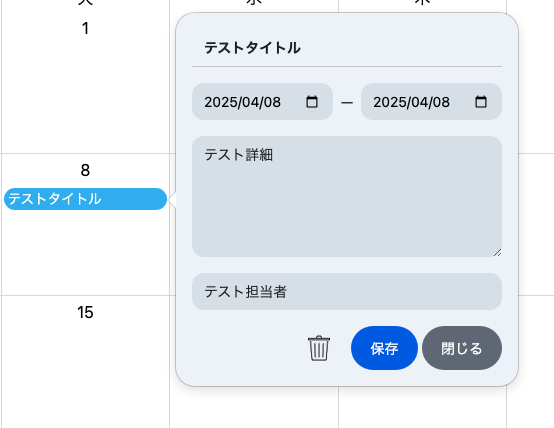 火
水
木
1
テストタイトル
2025/04/08 — 2025/04/08
テスト詳細
8
テストタイトル
テスト担当者
15
保存 閉じる